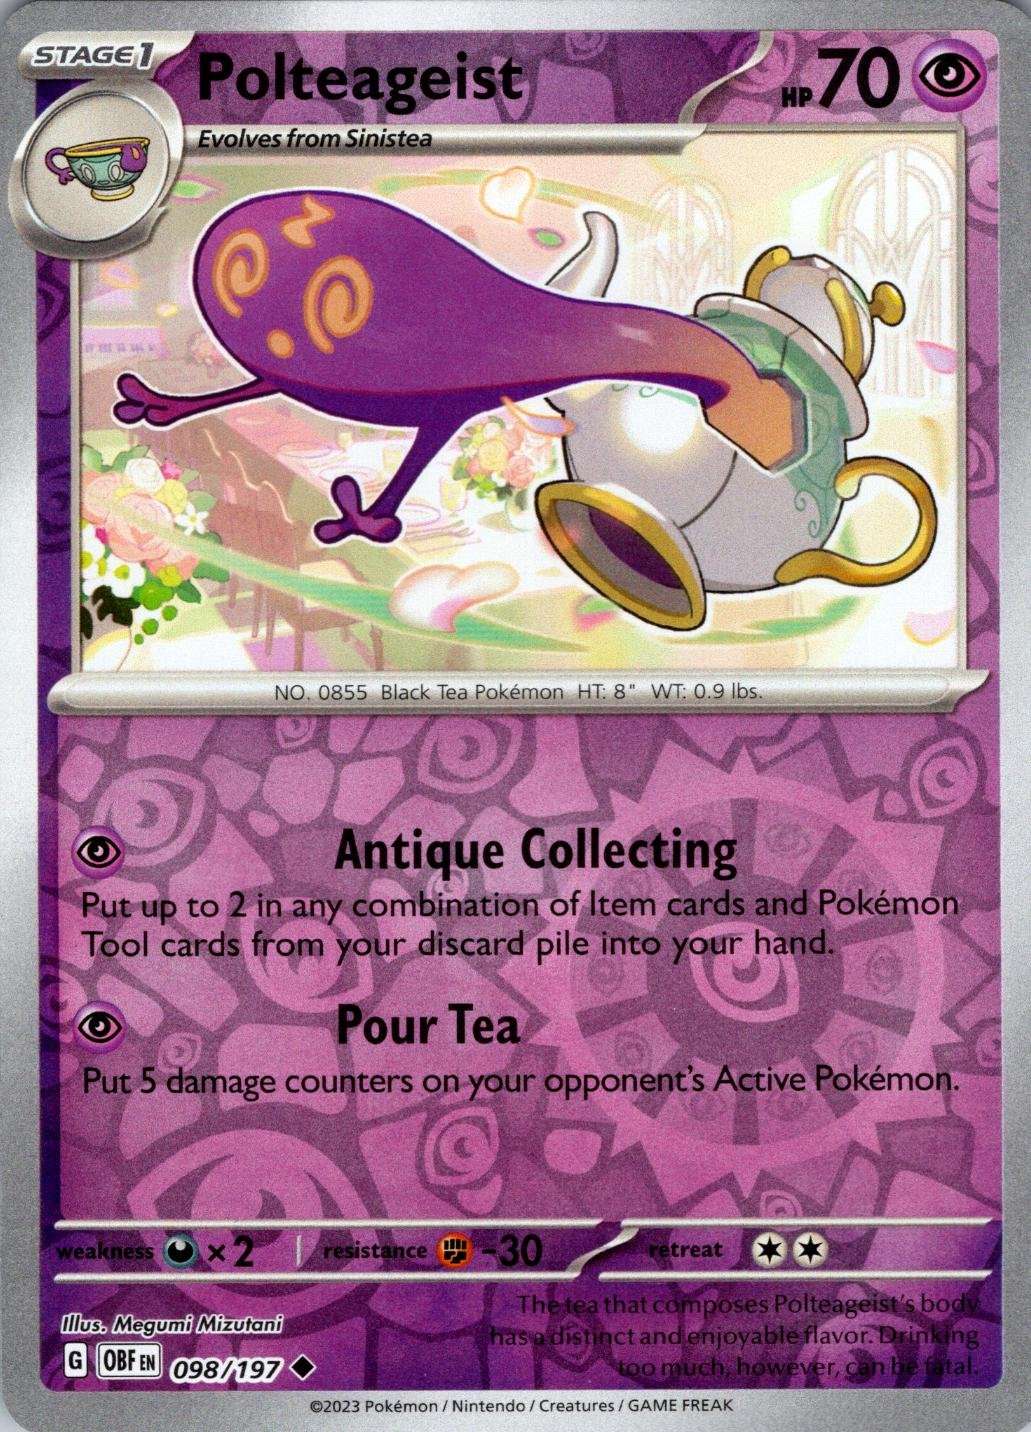 STAGE 1
Polteageist
HP 70
Evolves from Sinistea
NO. 0855 Black Tea Pokémon HT: 8" WT: 0.9 lbs.
Antique Collecting
Put up to 2 in any combination of Item cards and Pokémon
Tool cards from your discard pile into your hand.
Pour Tea
Put 5 damage counters on your opponent's Active Pokémon.
weakness ×2 resistance -30 retreat
Illus. Megumi Mizutani
G OBF EN 098/197
The tea that composes Polteageist's body
has a distinct and enjoyable flavor. Drinking
too much, however, can be fatal.
©2023 Pokémon / Nintendo / Creatures / GAME FREAK